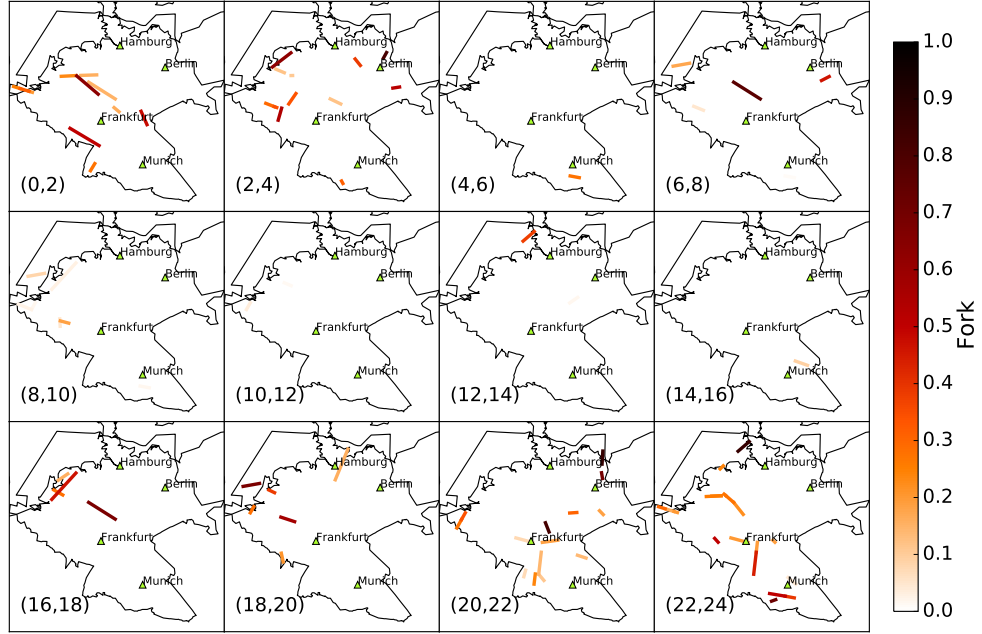 Hamburg Hamburg Hamburg Hamburg
Berlin Berlin Berlin Berlin
Frankfurt Frankfurt Frankfurt Frankfurt
Munich Munich Munich Munich
(0,2) (2,4) (4,6) (6,8)
Hamburg Hamburg Hamburg Hamburg
Berlin Berlin Berlin Berlin
Frankfurt Frankfurt Frankfurt Frankfurt
Munich Munich Munich Munich
(8,10) (10,12) (12,14) (14,16)
Hamburg Hamburg Hamburg Hamburg
Berlin Berlin Berlin Berlin
Frankfurt Frankfurt Frankfurt Frankfurt
Munich Munich Munich Munich
(16,18) (18,20) (20,22) (22,24)
1.0
0.9
0.8
0.7
0.6
0.5
0.4
0.3
0.2
0.1
0.0
Fork